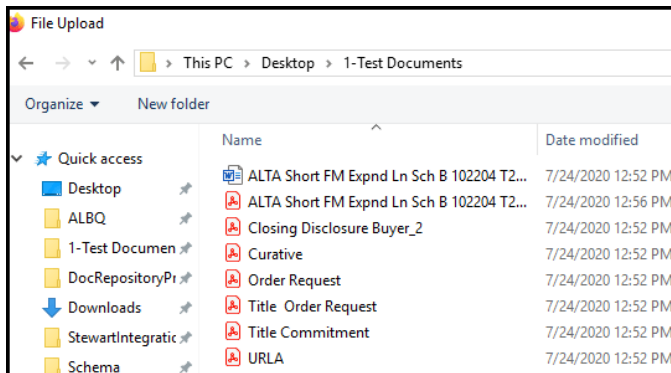 File Upload
This PC > Desktop > 1-Test Documents
Organize New folder
Name Date modified
Quick access
Desktop
ALBQ
1-Test Documen
DocRepositoryPr
Downloads
StewartIntegratic
Schema
ALTA Short FM Expnd Ln Sch B 102204 T2... 7/24/2020 12:52 PM
ALTA Short FM Expnd Ln Sch B 102204 T2... 7/24/2020 12:56 PM
Closing Disclosure Buyer_2 7/24/2020 12:52 PM
Curative 7/24/2020 12:52 PM
Order Request 7/24/2020 12:52 PM
Title Order Request 7/24/2020 12:52 PM
Title Commitment 7/24/2020 12:52 PM
URLA 7/24/2020 12:52 PM